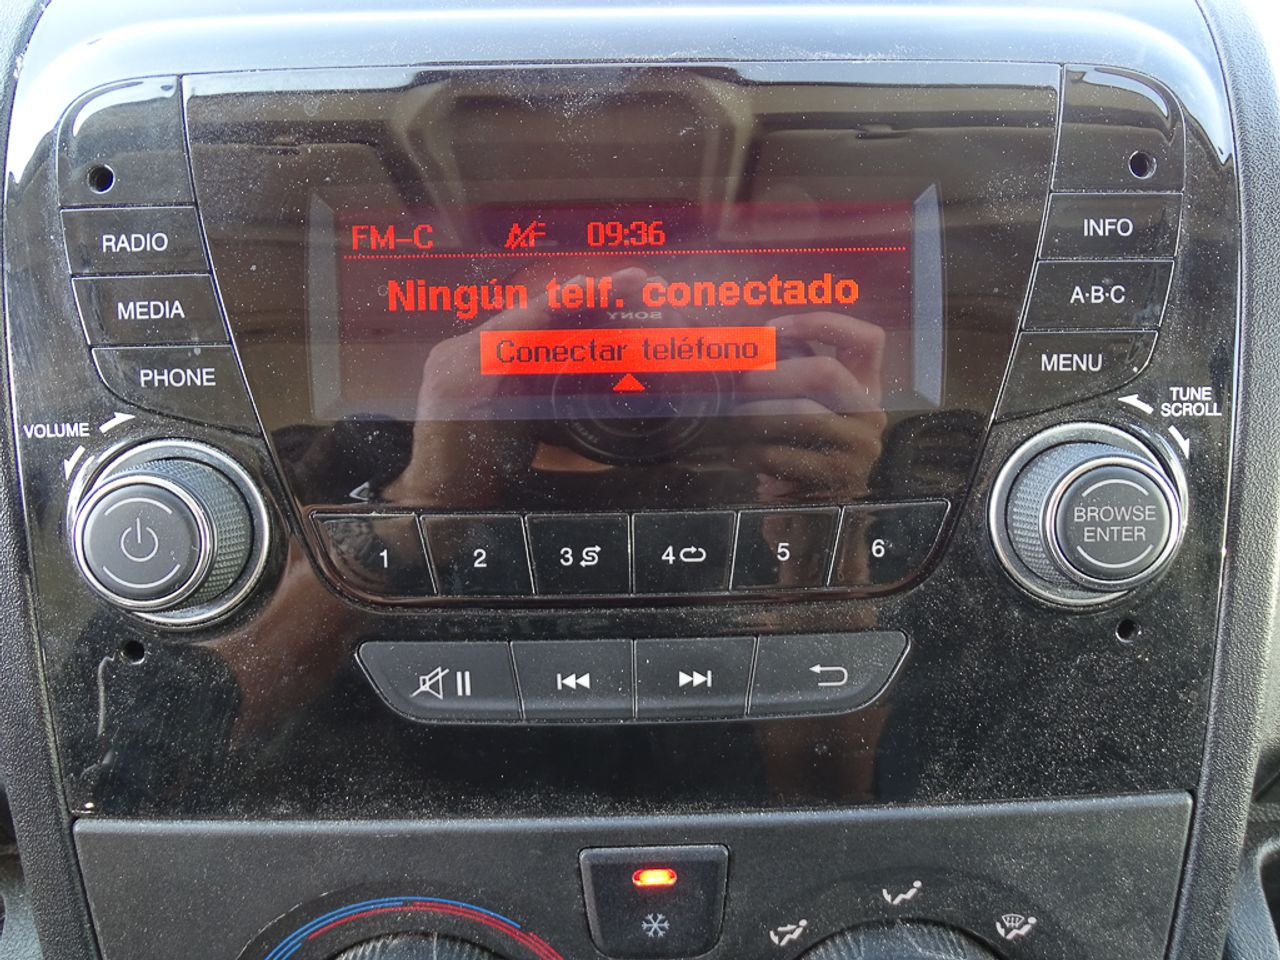 RADIO
MEDIA
PHONE
VOLUME
FM-C AF 09:36
Ningún telf. conectado
Conectar teléfono
INFO
A·B·C
MENU
TUNE
SCROLL
BROWSE
ENTER
1 2 3 4 5 6
SONY